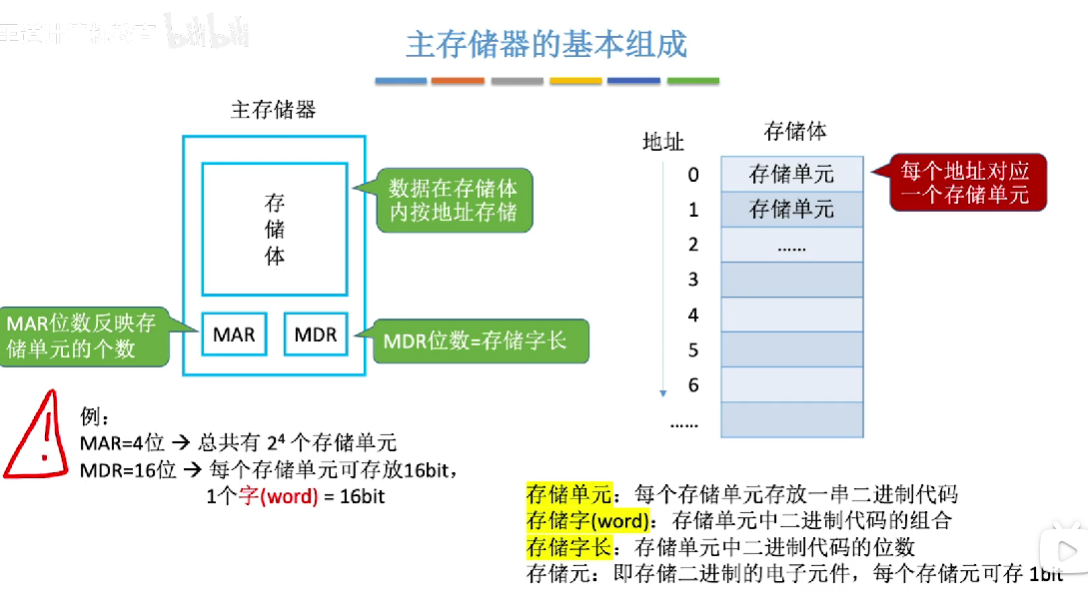 主存储器的基本组成
主存储器
存
储
体
MAR
MDR
数据在存储体
内按地址存储
MAR位数反映存
储单元的个数
MDR位数=存储字长
地址
存储体
0
存储单元
1
存储单元
2
......
3
4
5
6
......
每个地址对应
一个存储单元
例：
MAR=4位 → 总共有 2⁴ 个存储单元
MDR=16位 → 每个存储单元可存放16bit，
1个字(word) = 16bit
存储单元：每个存储单元存放一串二进制代码
存储字(word)：存储单元中二进制代码的组合
存储字长：存储单元中二进制代码的位数
存储元：即存储二进制的电子元件，每个存储元可存 1bit